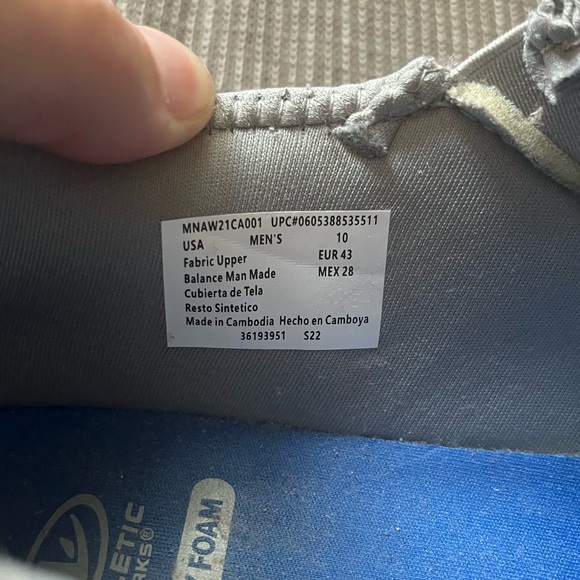 MNAW21CA001 UPC#0605388535511
USA MEN'S 10
Fabric Upper EUR 43
Balance Man Made MEX 28
Cubierta de Tela
Resto Sintetico
Made in Cambodia Hecho en Camboya
36193951 S22
FOAM